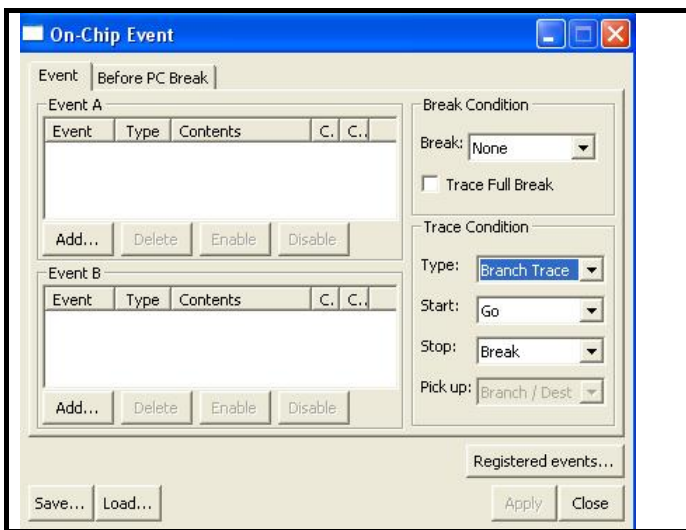 On-Chip Event
Event Before PC Break
Event A
Event Type Contents C. C..
Add... Delete Enable Disable
Event B
Event Type Contents C. C..
Add... Delete Enable Disable
Break Condition
Break: None
Trace Full Break
Trace Condition
Type: Branch Trace
Start: Go
Stop: Break
Pick up: Branch / Dest
Registered events...
Save... Load... Apply Close